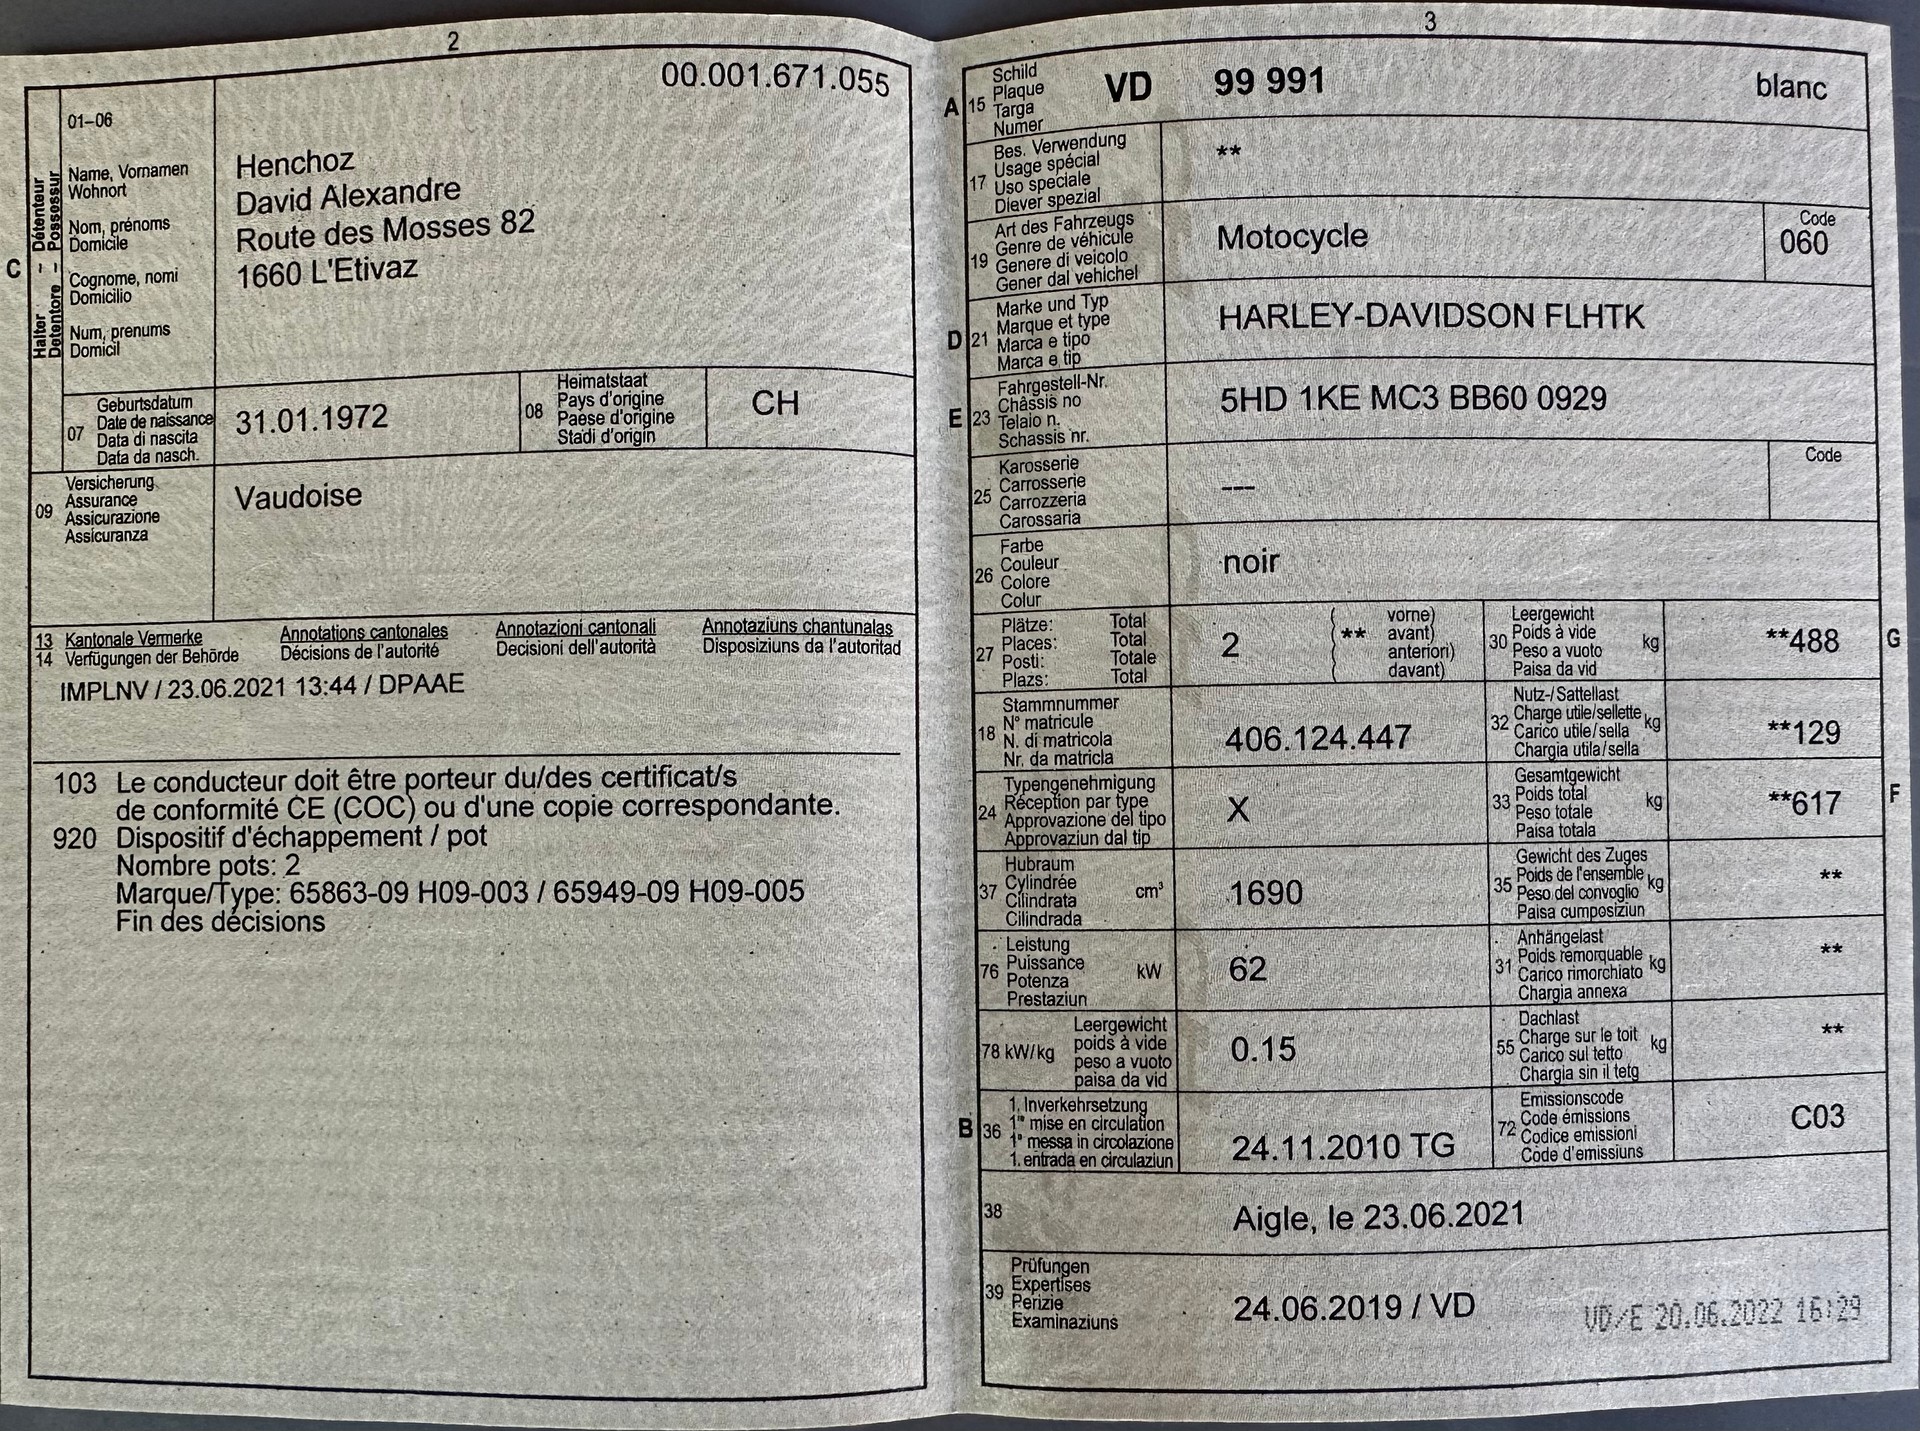 2
00.001.671.055
C
Halter – Détenteur
Detentore – Possessur
01–06
Name, Vornamen
Wohnort
Nom, prénoms
Domicile
Cognome, nomi
Domicilio
Num, prenums
Domicil
Henchoz
David Alexandre
Route des Mosses 82
1660 L'Etivaz
07
Geburtsdatum
Date de naissance
Data di nascita
Data da nasch.
31.01.1972
08
Heimatstaat
Pays d'origine
Paese d'origine
Stadi d'origin
CH
09
Versicherung
Assurance
Assicurazione
Assicuranza
Vaudoise
13 Kantonale Vermerke Annotations cantonales Annotazioni cantonali Annotaziuns chantunalas
14 Verfügungen der Behörde Décisions de l'autorité Decisioni dell'autorità Disposiziuns da l'autoritad
IMPLNV / 23.06.2021 13:44 / DPAAE
103 Le conducteur doit être porteur du/des certificat/s
de conformité CE (COC) ou d'une copie correspondante.
920 Dispositif d'échappement / pot
Nombre pots: 2
Marque/Type: 65863-09 H09-003 / 65949-09 H09-005
Fin des décisions
3
A 15
Schild
Plaque
Targa
Numer
VD 99 991 blanc
17
Bes. Verwendung
Usage spécial
Uso speciale
Diever spezial
**
19
Art des Fahrzeugs
Genre de véhicule
Genere di veicolo
Gener dal vehichel
Motocycle
Code
060
D 21
Marke und Typ
Marque et type
Marca e tipo
Marca e tip
HARLEY-DAVIDSON FLHTK
E 23
Fahrgestell-Nr.
Châssis no
Telaio n.
Schassis nr.
5HD 1KE MC3 BB60 0929
25
Karosserie
Carrosserie
Carrozzeria
Carossaria
---
Code
26
Farbe
Couleur
Colore
Colur
noir
27
Plätze: Total
Places: Total
Posti: Totale
Plazs: Total
2
( **
vorne)
avant)
anteriori)
davant)
30
Leergewicht
Poids à vide kg
Peso a vuoto
Paisa da vid
**488
G
18
Stammnummer
N° matricule
N. di matricola
Nr. da matricla
406.124.447
32
Nutz-/Sattellast
Charge utile/sellette kg
Carico utile/sella
Chargia utila/sella
**129
24
Typengenehmigung
Réception par type
Approvazione del tipo
Approvaziun dal tip
X
33
Gesamtgewicht
Poids total kg
Peso totale
Paisa totala
**617
F
37
Hubraum
Cylindrée cm³
Cilindrata
Cilindrada
1690
35
Gewicht des Zuges
Poids de l'ensemble kg
Peso del convoglio
Paisa cumposiziun
**
76
Leistung
Puissance kW
Potenza
Prestaziun
62
31
Anhängelast
Poids remorquable kg
Carico rimorchiato
Chargia annexa
**
78 kW/kg
Leergewicht
poids à vide
peso a vuoto
paisa da vid
0.15
55
Dachlast
Charge sur le toit kg
Carico sul tetto
Chargia sin il tetg
**
B 36
1. Inverkehrsetzung
1re mise en circulation
1a messa in circolazione
1. entrada en circulaziun
24.11.2010 TG
72
Emissionscode
Code émissions
Codice emissioni
Code d'emissiuns
C03
38
Aigle, le 23.06.2021
39
Prüfungen
Expertises
Perizie
Examinaziuns
24.06.2019 / VD
VD/E 20.06.2022 16:29